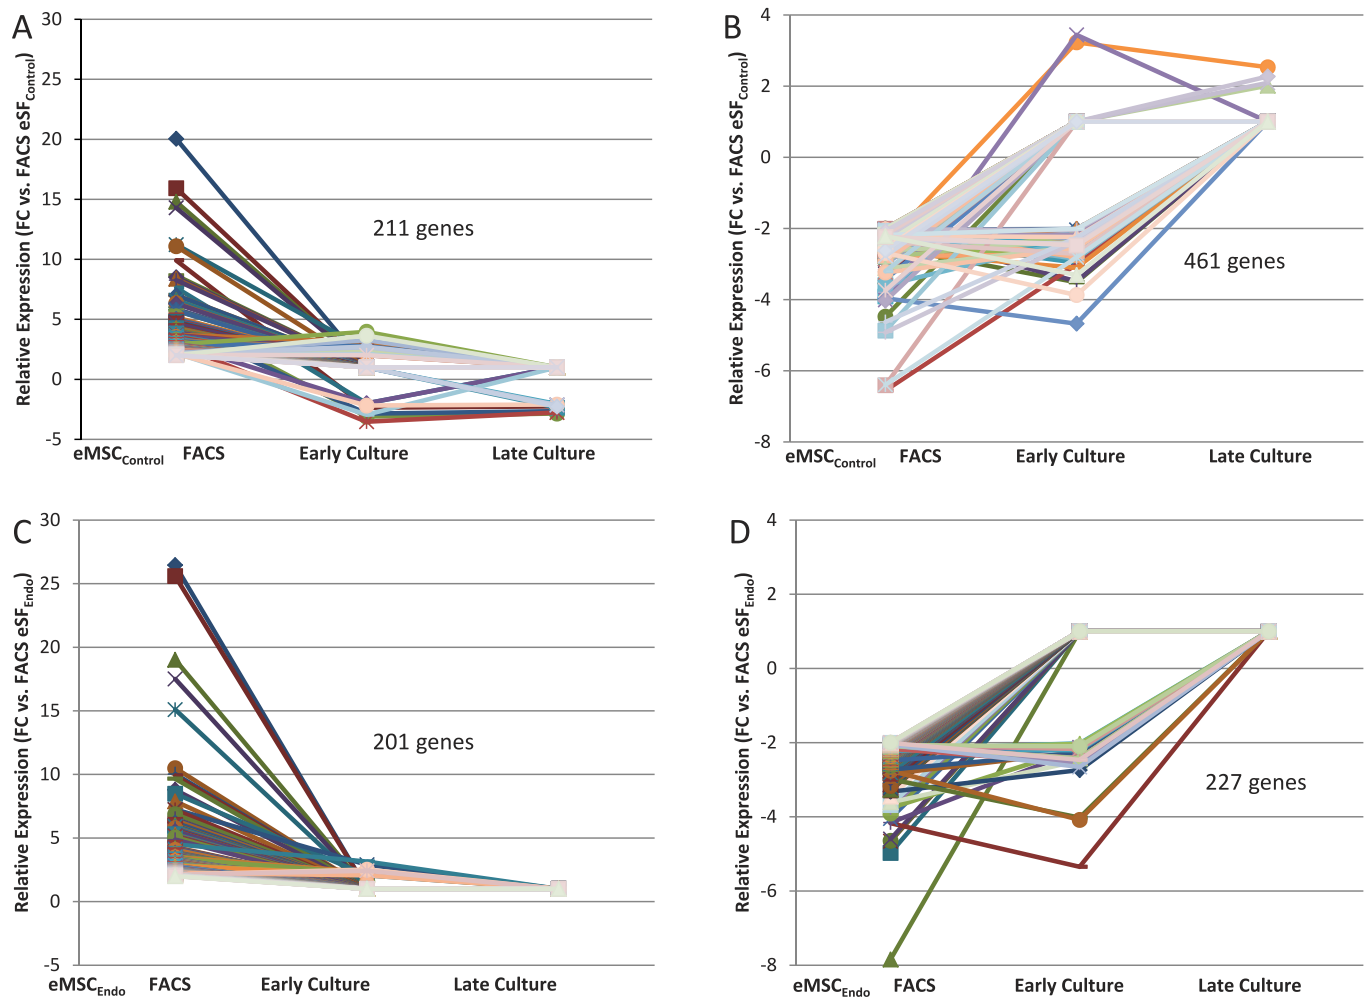 A
Relative Expression (FC vs. FACS eSFControl)
30
25
20
15
10
5
0
-5
211 genes
eMSCControl FACS Early Culture Late Culture
B
Relative Expression (FC vs. FACS eSFControl)
4
2
0
-2
-4
-6
-8
461 genes
eMSCControl FACS Early Culture Late Culture
C
Relative Expression (FC vs. FACS eSFEndo)
30
25
20
15
10
5
0
-5
201 genes
eMSCEndo FACS Early Culture Late Culture
D
Relative Expression (FC vs. FACS eSFEndo)
4
2
0
-2
-4
-6
-8
227 genes
eMSCEndo FACS Early Culture Late Culture